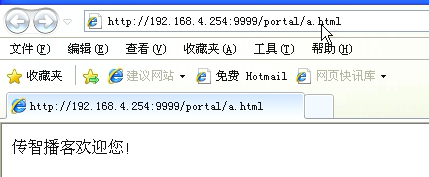 http://192.168.4.254:9999/portal/a.html
文件(F) 编辑(E) 查看(V) 收藏夹(A) 工具(T) 帮助(H)
收藏夹 建议网站 免费 Hotmail 网页快讯库
http://192.168.4.254:9999/portal/a.html
传智播客欢迎您!